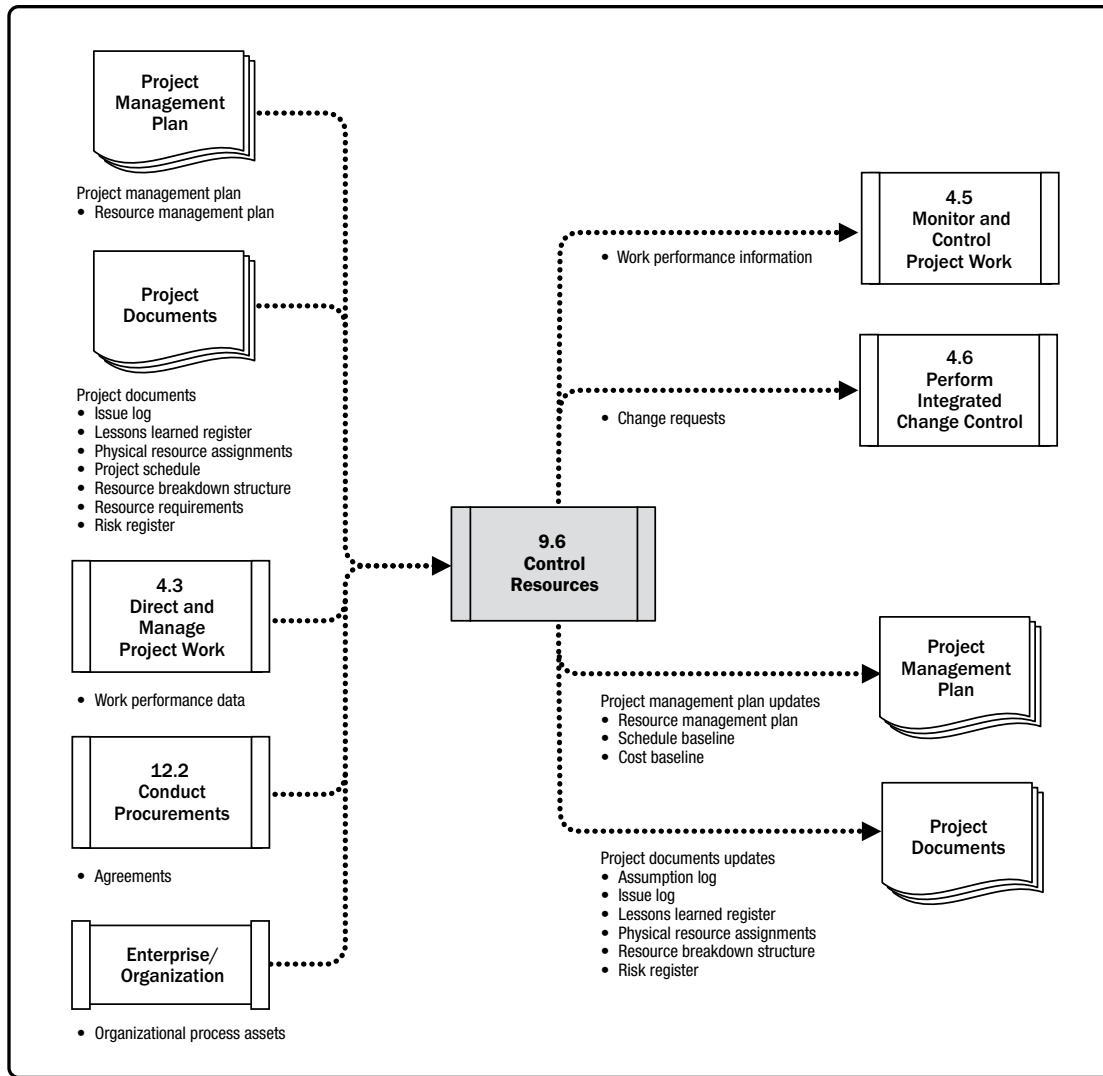 Project
Management
Plan
Project management plan
• Resource management plan
Project
Documents
Project documents
• Issue log
• Lessons learned register
• Physical resource assignments
• Project schedule
• Resource breakdown structure
• Resource requirements
• Risk register
4.3
Direct and
Manage
Project Work
• Work performance data
12.2
Conduct
Procurements
• Agreements
Enterprise/
Organization
• Organizational process assets
9.6
Control
Resources
• Work performance information
4.5
Monitor and
Control
Project Work
• Change requests
4.6
Perform
Integrated
Change Control
Project management plan updates
• Resource management plan
• Schedule baseline
• Cost baseline
Project
Management
Plan
Project documents updates
• Assumption log
• Issue log
• Lessons learned register
• Physical resource assignments
• Resource breakdown structure
• Risk register
Project
Documents